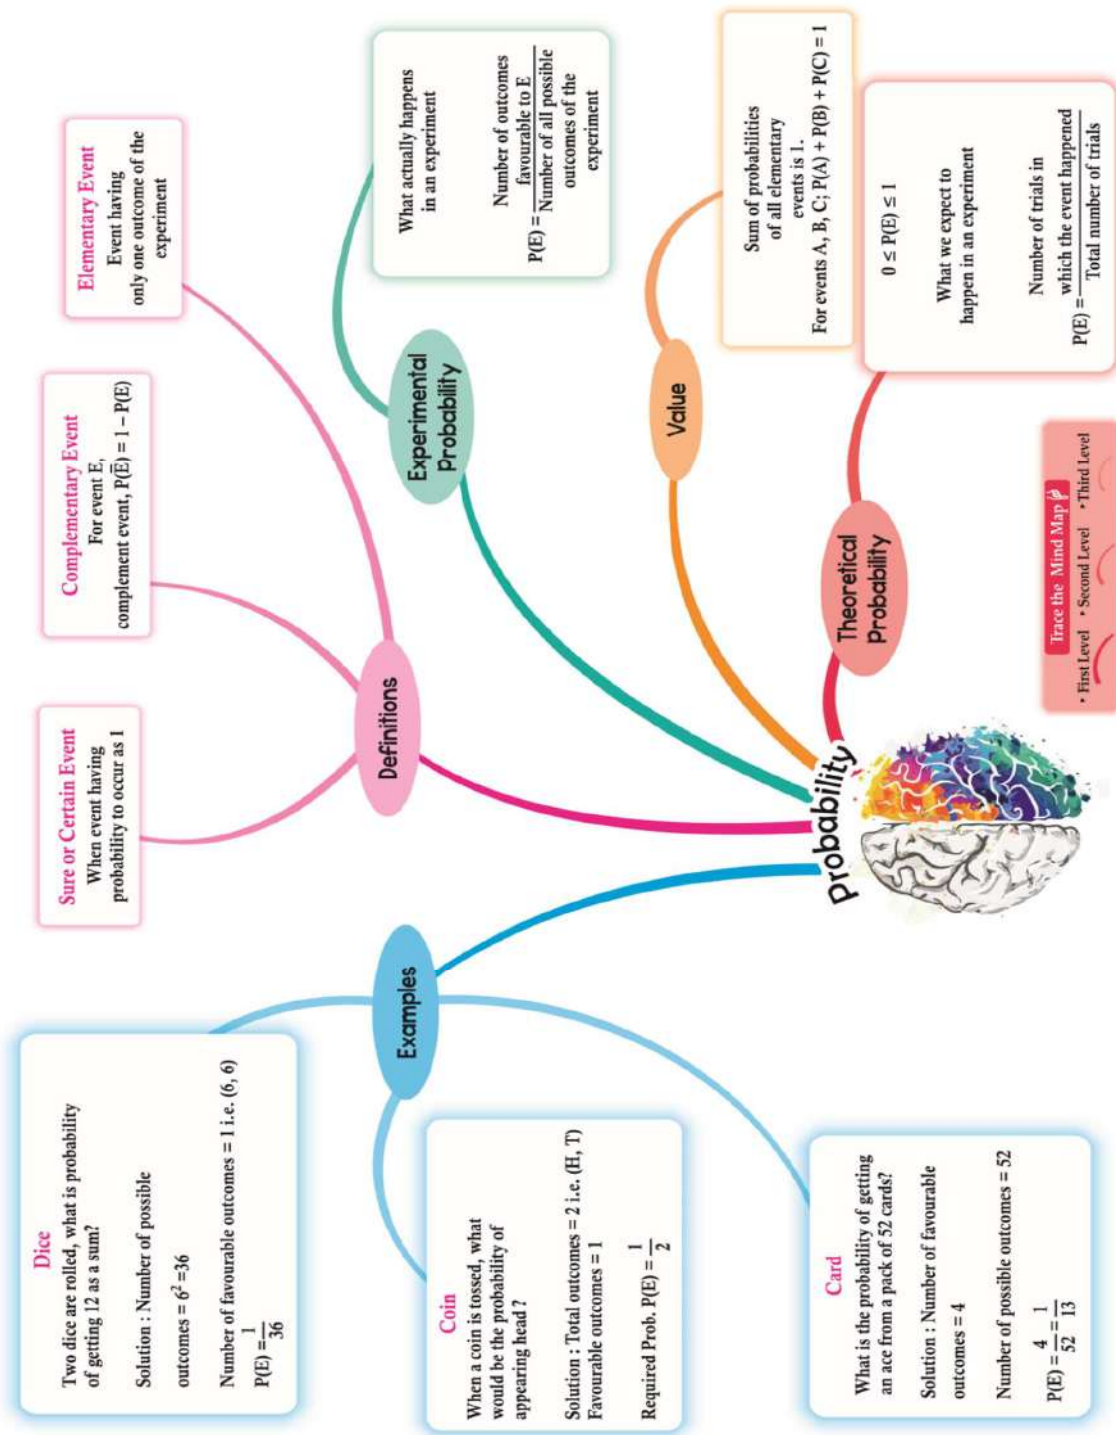 Probability
Examples
Dice
Two dice are rolled, what is probability
of getting 12 as a sum?
Solution : Number of possible
outcomes = 6² =36
Number of favourable outcomes = 1 i.e. (6, 6)
P(E) = 1/36
Coin
When a coin is tossed, what
would be the probability of
appearing head ?
Solution : Total outcomes = 2 i.e. (H, T)
Favourable outcomes = 1
Required Prob. P(E) = 1/2
Card
What is the probability of getting
an ace from a pack of 52 cards?
Solution : Number of favourable
outcomes = 4
Number of possible outcomes = 52
P(E) = 4/52 = 1/13
Definitions
Sure or Certain Event
When event having
probability to occur as 1
Complementary Event
For event E,
complement event, P(E̅) = 1 – P(E)
Elementary Event
Event having
only one outcome of the
experiment
Experimental
Probability
What actually happens
in an experiment
Number of outcomes
favourable to E
P(E) =
Number of all possible
outcomes of the
experiment
Value
Sum of probabilities
of all elementary
events is 1.
For events A, B, C; P(A) + P(B) + P(C) = 1
Theoretical
Probability
0 ≤ P(E) ≤ 1
What we expect to
happen in an experiment
Number of trials in
which the event happened
P(E) =
Total number of trials
Trace the Mind Map
• First Level • Second Level • Third Level